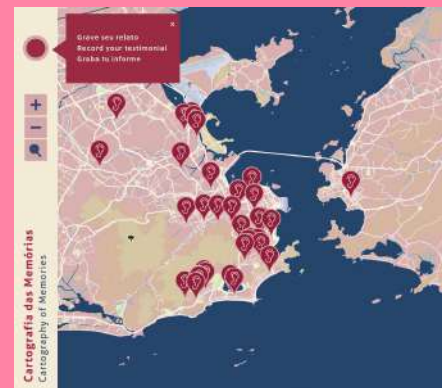 x
Grave seu relato
Record your testimonial
Graba tu informe
+
−
Cartografia das Memórias
Cartography of Memories